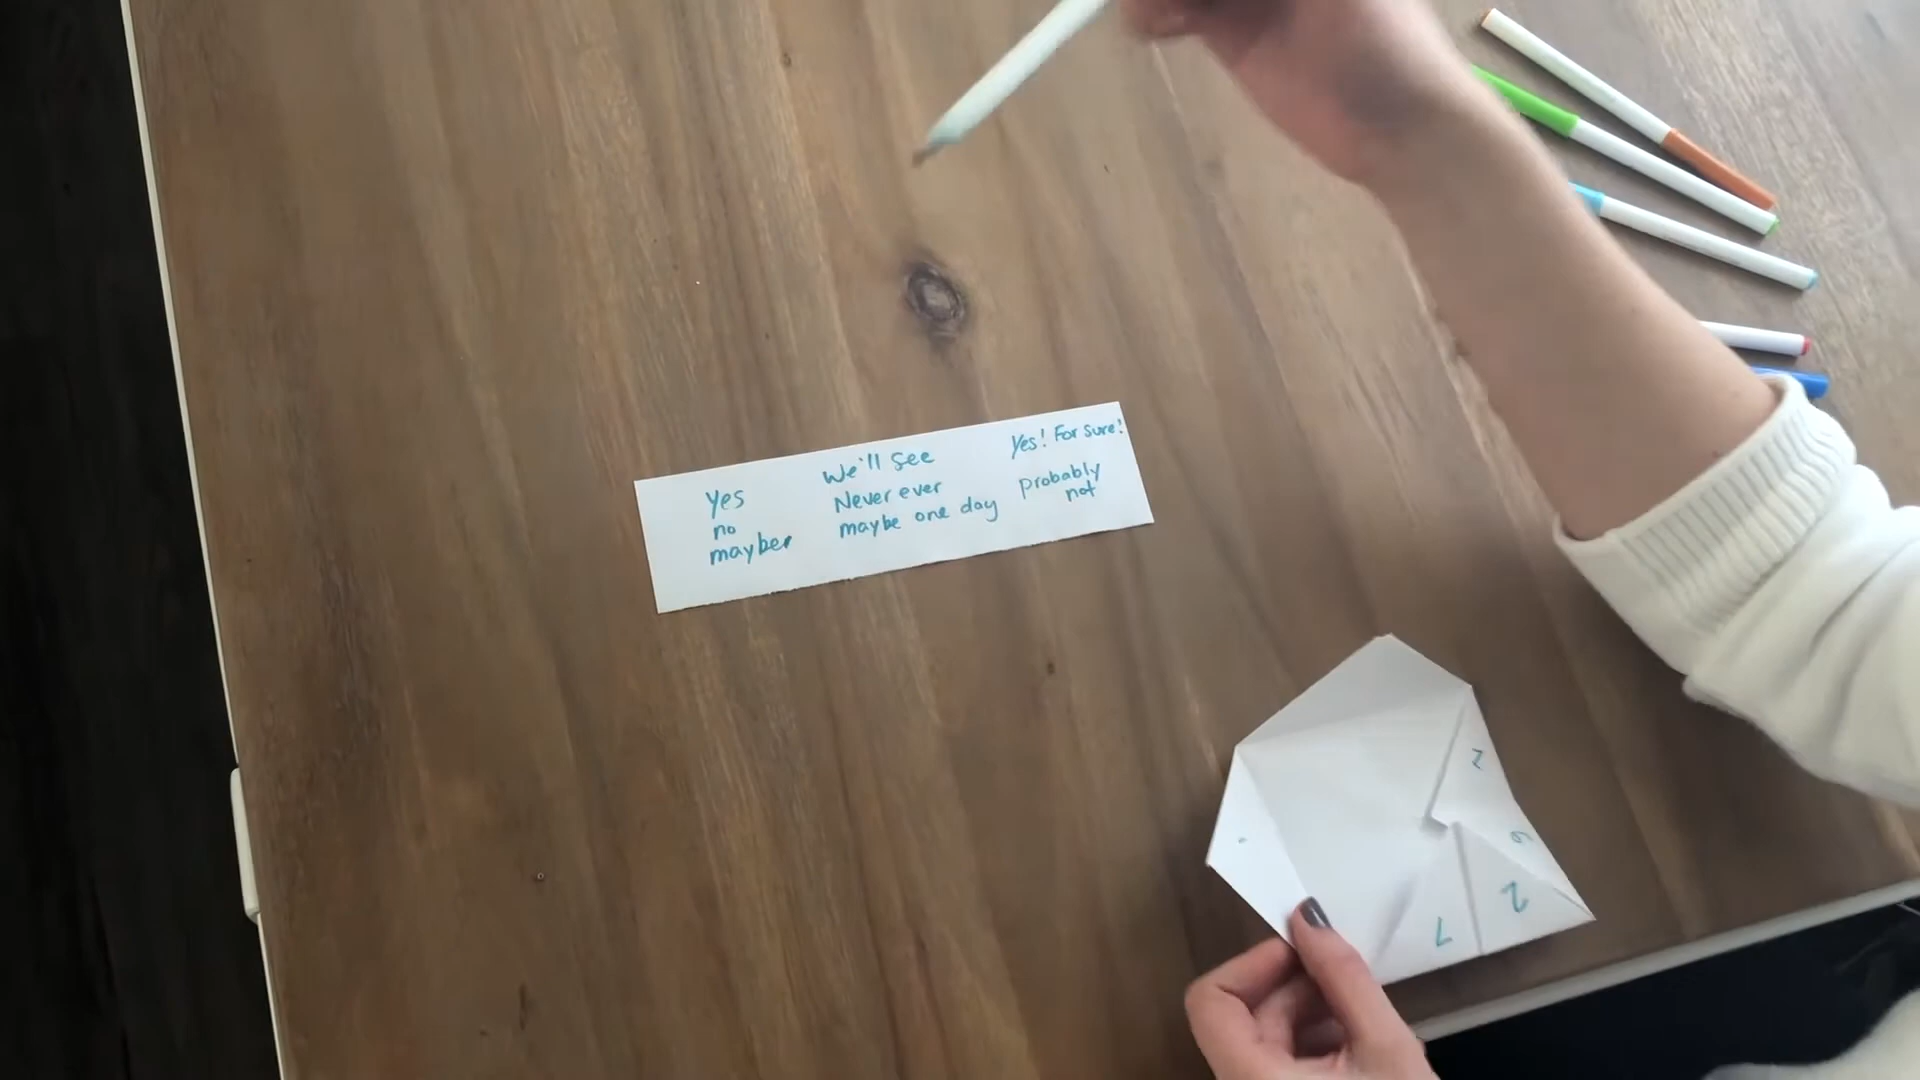 yes
no
mayber
We'll see
Never ever
maybe one day
Yes! For sure!
probably
not
2
6
2
7